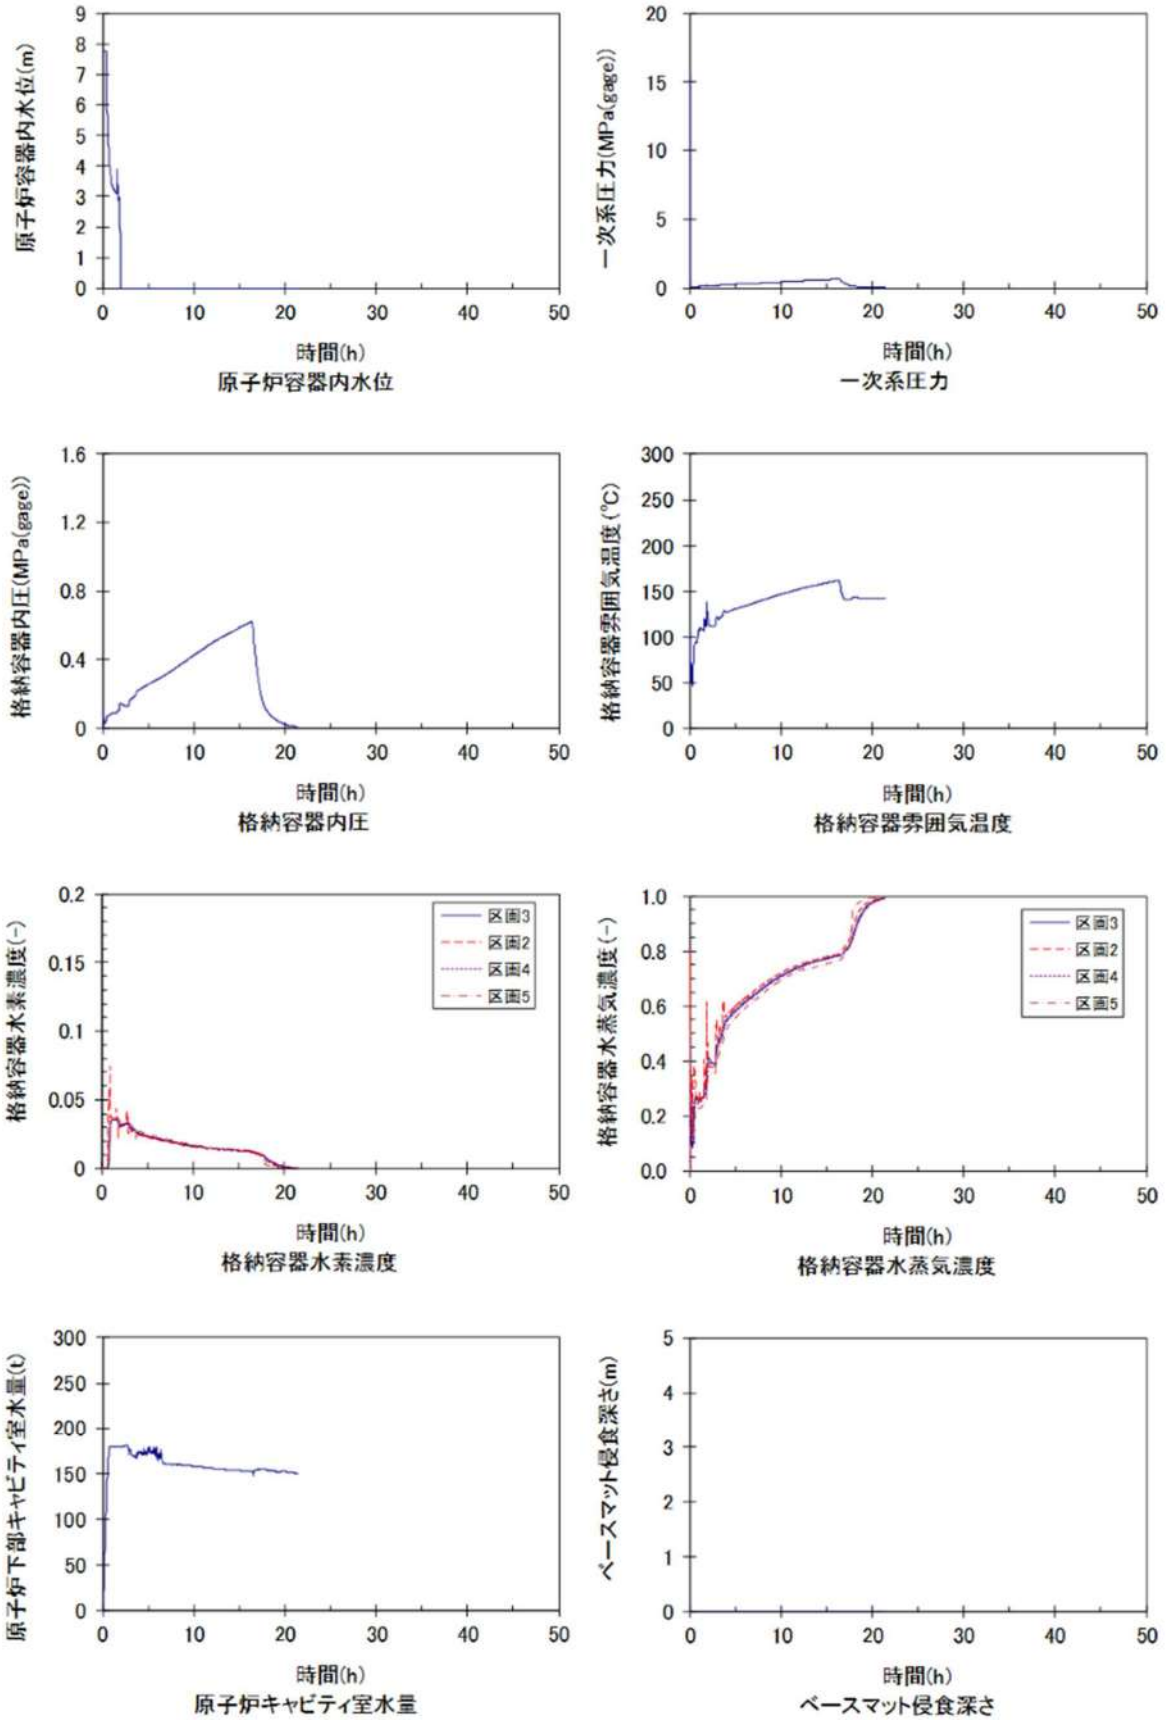 原子炉容器内水位(m)
9
8
7
6
5
4
3
2
1
0
0 10 20 30 40 50
時間(h)
原子炉容器内水位
一次系圧力(MPa(gage))
20
15
10
5
0
0 10 20 30 40 50
時間(h)
一次系圧力
格納容器内圧(MPa(gage))
1.6
1.2
0.8
0.4
0
0 10 20 30 40 50
時間(h)
格納容器内圧
格納容器雰囲気温度(℃)
300
250
200
150
100
50
0
0 10 20 30 40 50
時間(h)
格納容器雰囲気温度
格納容器水素濃度(-)
0.2
0.15
0.1
0.05
0
区画3
区画2
区画4
区画5
0 10 20 30 40 50
時間(h)
格納容器水素濃度
格納容器水蒸気濃度(-)
1.0
0.8
0.6
0.4
0.2
0.0
区画3
区画2
区画4
区画5
0 10 20 30 40 50
時間(h)
格納容器水蒸気濃度
原子炉下部キャビティ室水量(t)
300
250
200
150
100
50
0
0 10 20 30 40 50
時間(h)
原子炉キャビティ室水量
ベースマット侵食深さ(m)
5
4
3
2
1
0
0 10 20 30 40 50
時間(h)
ベースマット侵食深さ